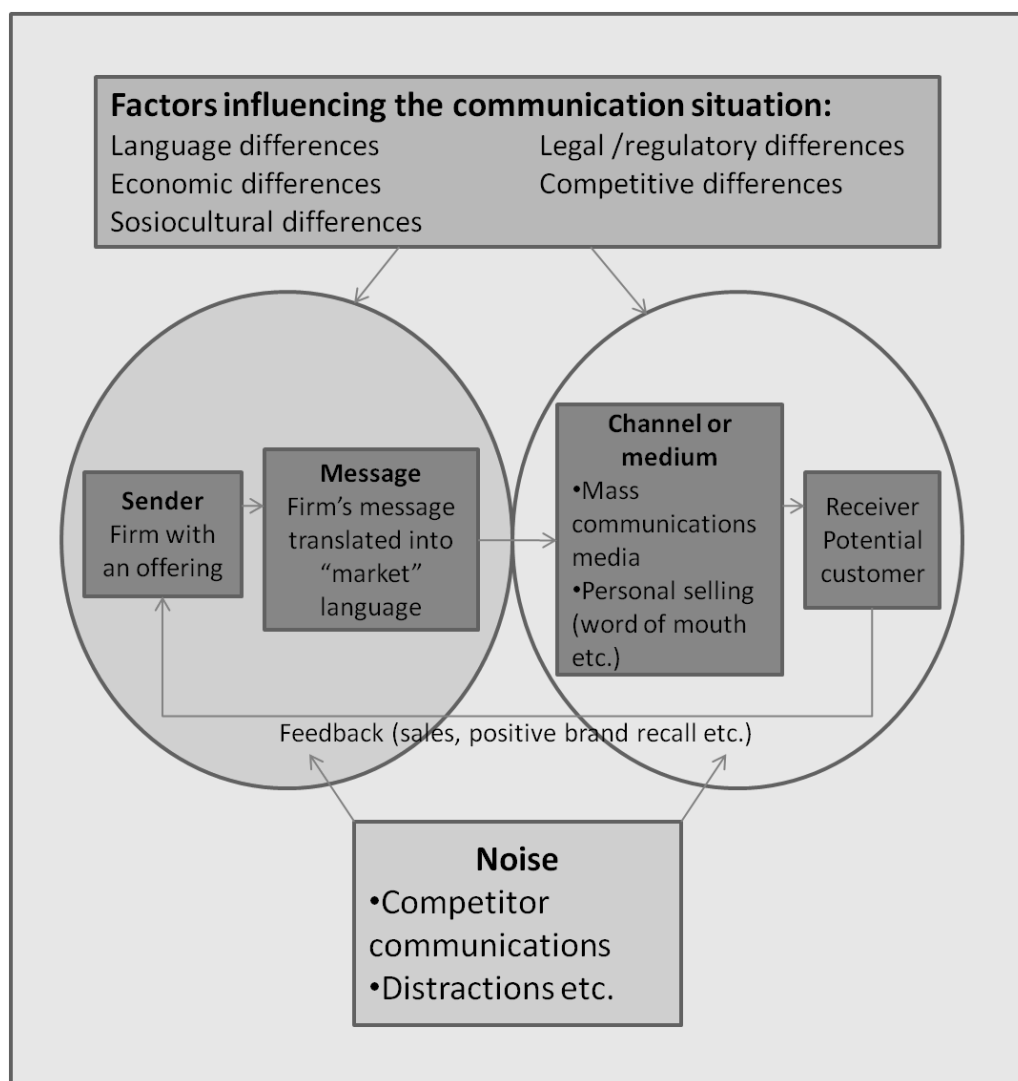 Factors influencing the communication situation:
Language differences
Economic differences
Sosiocultural differences
Legal /regulatory differences
Competitive differences
Sender
Firm with
an offering
Message
Firm’s message
translated into
“market”
language
Channel or
medium
•Mass
communications
media
•Personal selling
(word of mouth
etc.)
Receiver
Potential
customer
Feedback (sales, positive brand recall etc.)
Noise
•Competitor
communications
•Distractions etc.